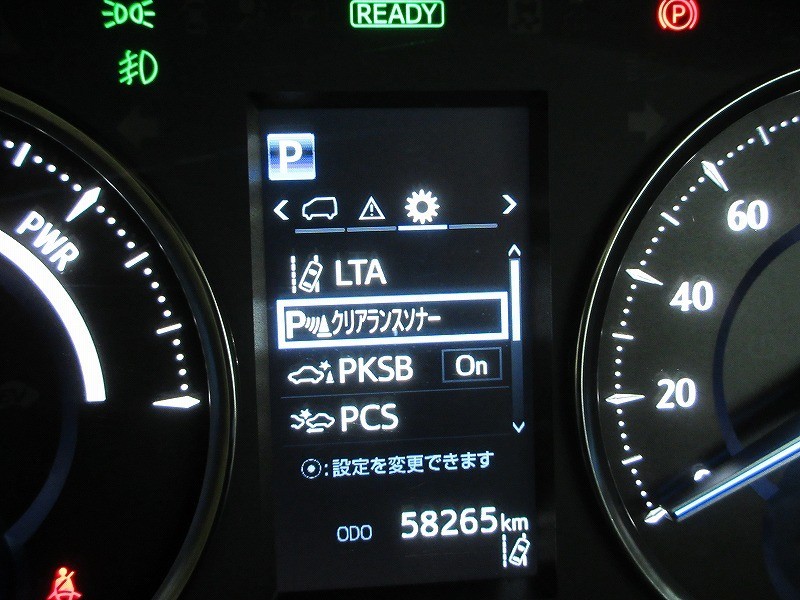 READY
P
P
PWR
LTA
Pクリアランスソナー
PKSB On
PCS
:設定を変更できます
ODO 58265km
60
40
20